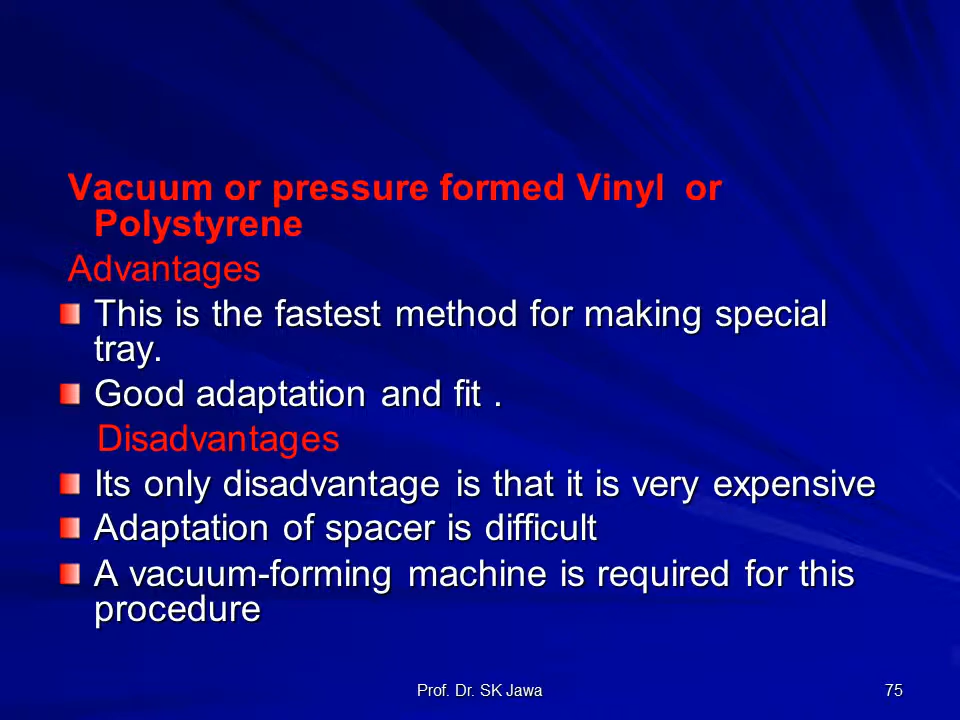 Vacuum or pressure formed Vinyl or
Polystyrene
Advantages
This is the fastest method for making special
tray.
Good adaptation and fit .
Disadvantages
Its only disadvantage is that it is very expensive
Adaptation of spacer is difficult
A vacuum-forming machine is required for this
procedure
Prof. Dr. SK Jawa
75